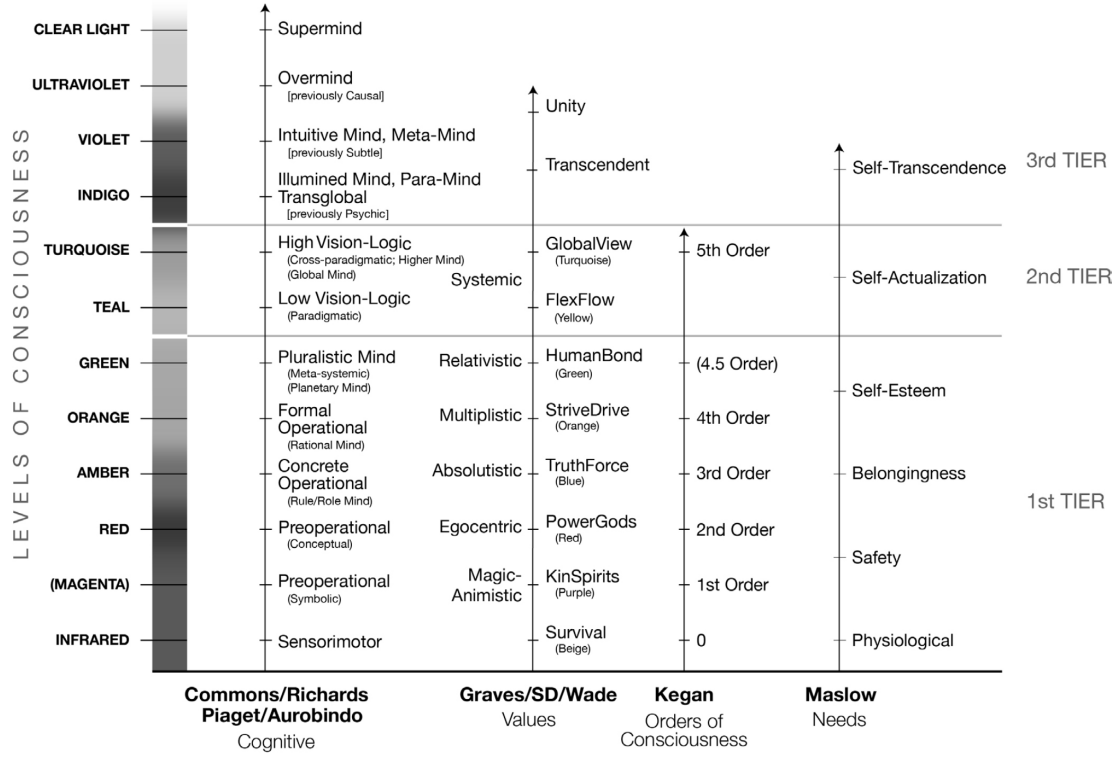 LEVELS OF CONSCIOUSNESS
CLEAR LIGHT
ULTRAVIOLET
VIOLET
INDIGO
TURQUOISE
TEAL
GREEN
ORANGE
AMBER
RED
(MAGENTA)
INFRARED
Supermind
Overmind
[previously Causal]
Intuitive Mind, Meta-Mind
[previously Subtle]
Illumined Mind, Para-Mind
Transglobal
[previously Psychic]
High Vision-Logic
(Cross-paradigmatic; Higher Mind)
(Global Mind)
Low Vision-Logic
(Paradigmatic)
Pluralistic Mind
(Meta-systemic)
(Planetary Mind)
Formal
Operational
(Rational Mind)
Concrete
Operational
(Rule/Role Mind)
Preoperational
(Conceptual)
Preoperational
(Symbolic)
Sensorimotor
Commons/Richards
Piaget/Aurobindo
Cognitive
Systemic
Relativistic
Multiplistic
Absolutistic
Egocentric
Magic-
Animistic
Unity
Transcendent
GlobalView
(Turquoise)
FlexFlow
(Yellow)
HumanBond
(Green)
StriveDrive
(Orange)
TruthForce
(Blue)
PowerGods
(Red)
KinSpirits
(Purple)
Survival
(Beige)
Graves/SD/Wade
Values
5th Order
(4.5 Order)
4th Order
3rd Order
2nd Order
1st Order
0
Kegan
Orders of
Consciousness
Self-Transcendence
Self-Actualization
Self-Esteem
Belongingness
Safety
Physiological
Maslow
Needs
3rd TIER
2nd TIER
1st TIER